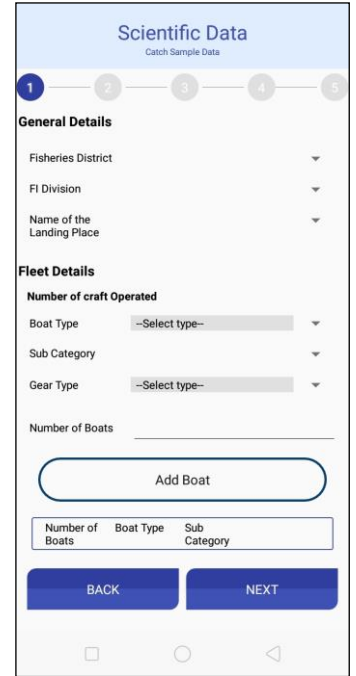 Scientific Data
Catch Sample Data
1 2 3 4 5
General Details
Fisheries District
FI Division
Name of the
Landing Place
Fleet Details
Number of craft Operated
Boat Type --Select type--
Sub Category
Gear Type --Select type--
Number of Boats
Add Boat
Number of Boat Type Sub
Boats Category
BACK NEXT